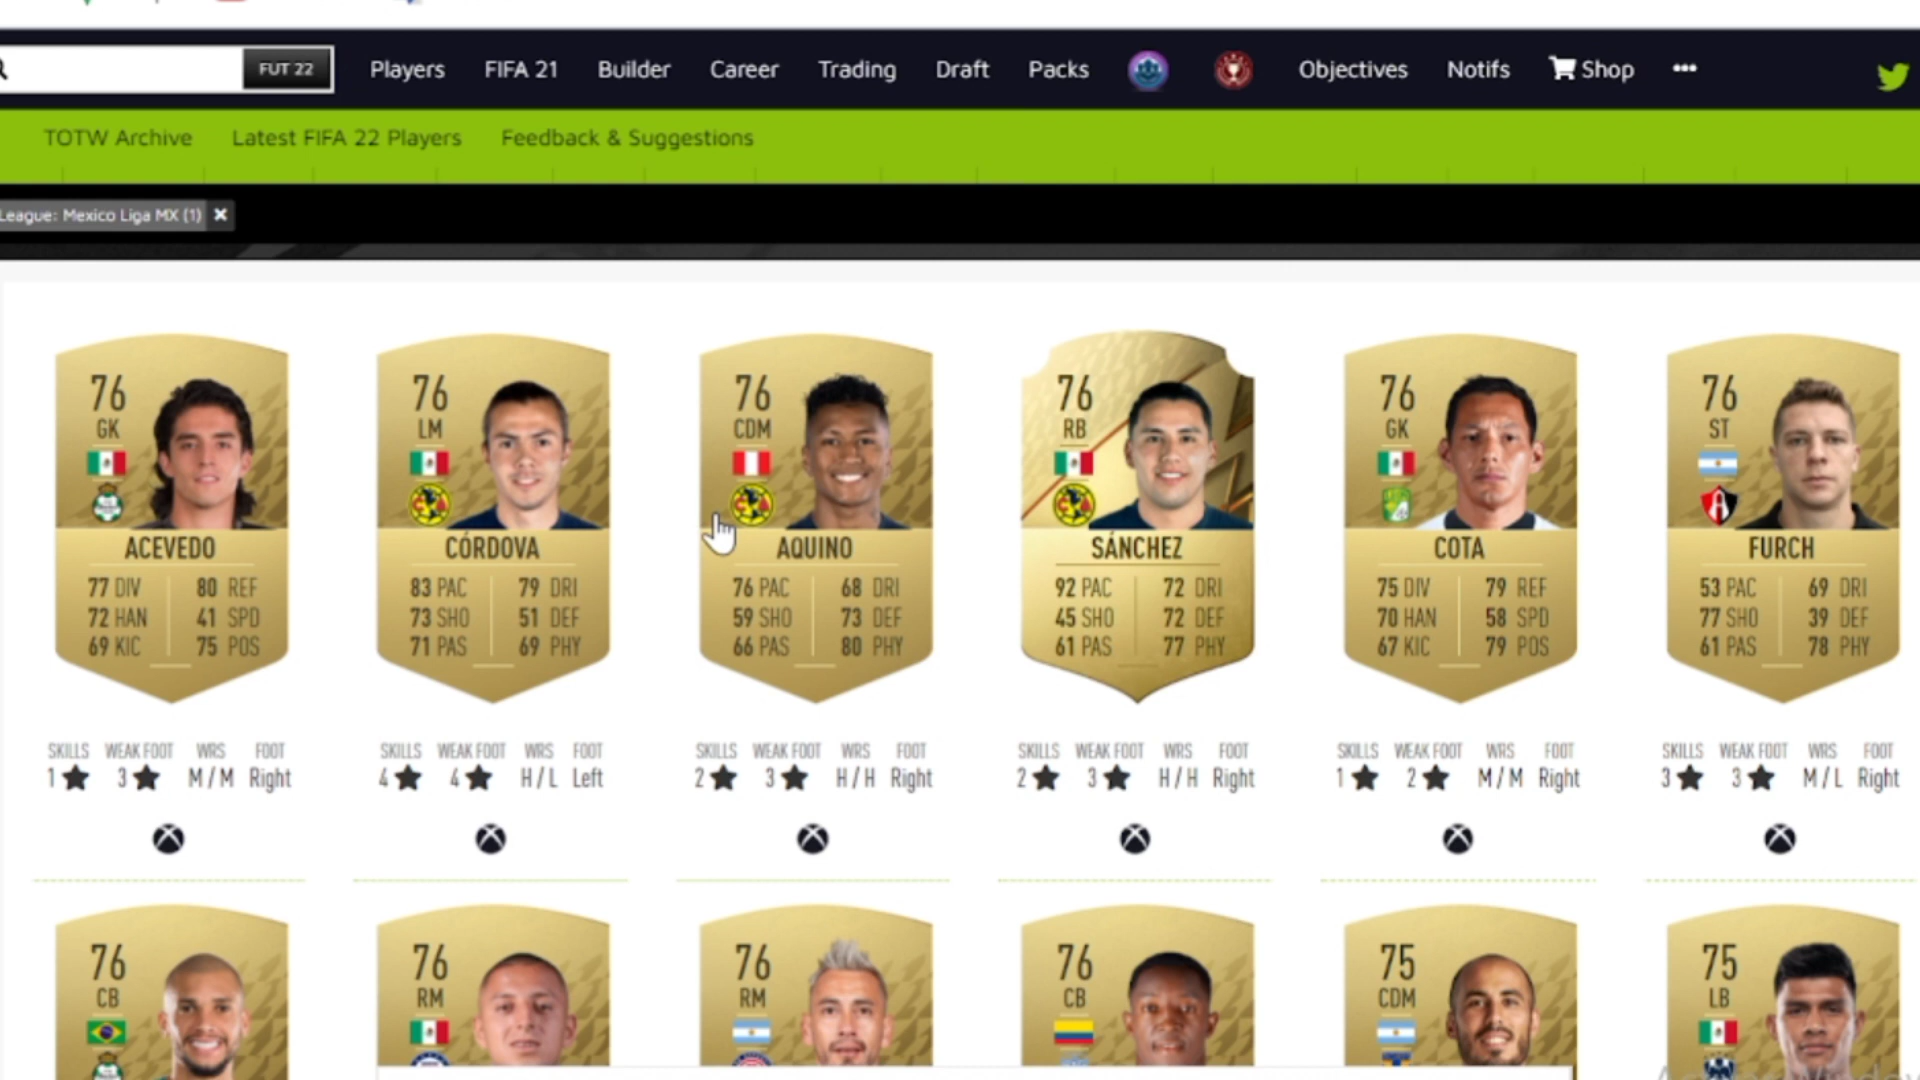 FUT 22 Players FIFA 21 Builder Career Trading Draft Packs Objectives Notifs Shop •••
TOTW Archive Latest FIFA 22 Players Feedback & Suggestions
League: Mexico Liga MX (1) ×
76 76 76 76 76 76
GK LM CDM RB GK ST
ACEVEDO CÓRDOVA AQUINO SÁNCHEZ COTA FURCH
77 DIV 80 REF 83 PAC 79 DRI 76 PAC 68 DRI 92 PAC 72 DRI 75 DIV 79 REF 53 PAC 69 DRI
72 HAN 41 SPD 73 SHO 51 DEF 59 SHO 73 DEF 45 SHO 72 DEF 70 HAN 58 SPD 77 SHO 39 DEF
69 KIC 75 POS 71 PAS 69 PHY 66 PAS 80 PHY 61 PAS 77 PHY 67 KIC 79 POS 61 PAS 78 PHY
SKILLS WEAK FOOT WRS FOOT SKILLS WEAK FOOT WRS FOOT SKILLS WEAK FOOT WRS FOOT SKILLS WEAK FOOT WRS FOOT SKILLS WEAK FOOT WRS FOOT SKILLS WEAK FOOT WRS FOOT
1★ 3★ M/M Right 4★ 4★ H/L Left 2★ 3★ H/H Right 2★ 3★ H/H Right 1★ 2★ M/M Right 3★ 3★ M/L Right
76 76 76 76 75 75
CB RM RM CB CDM LB